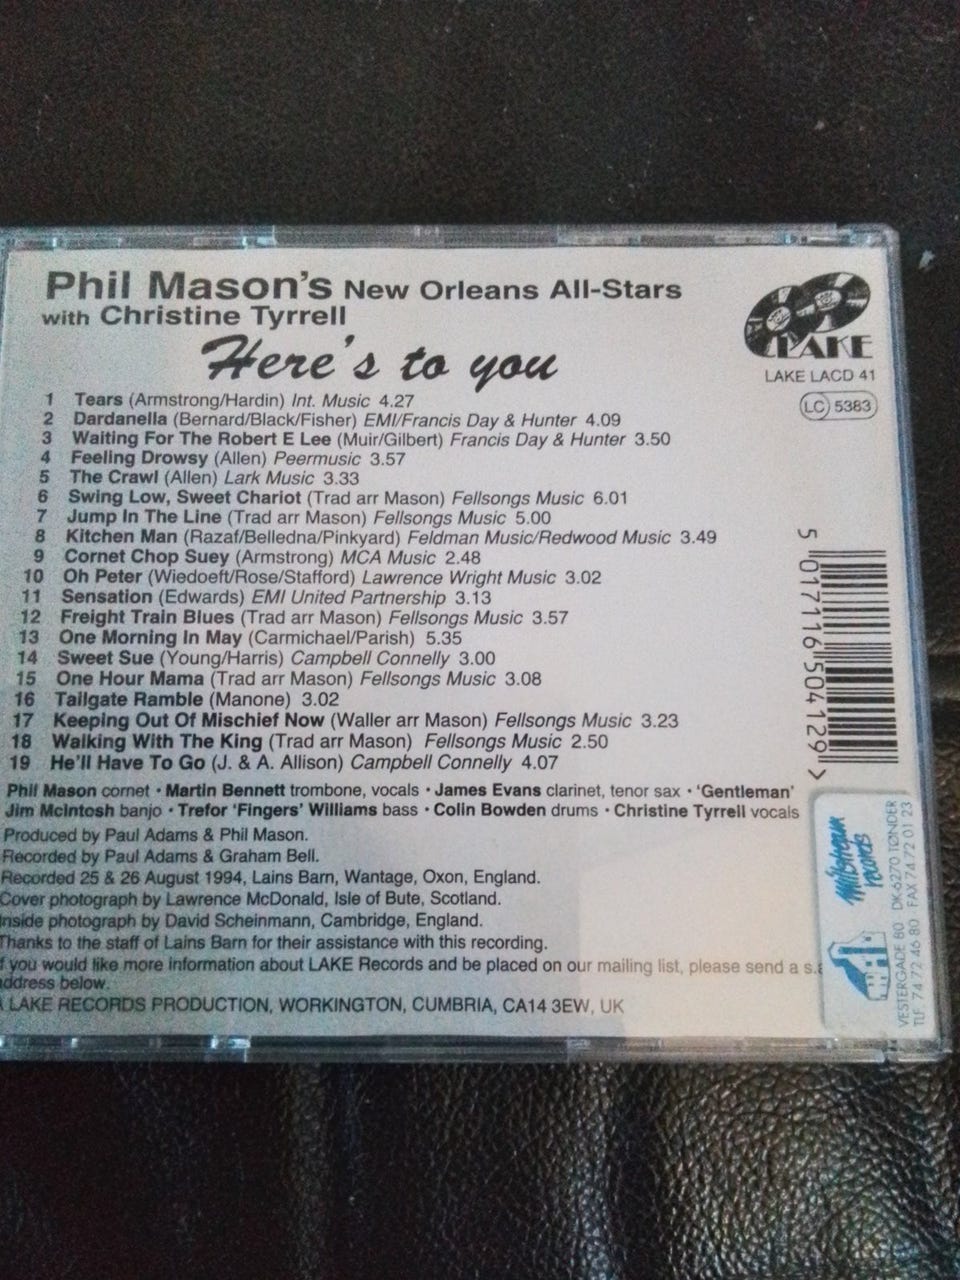 Phil Mason's New Orleans All-Stars
with Christine Tyrrell
Here's to you
LAKE
LAKE LACD 41
LC 5383
1 Tears (Armstrong/Hardin) Int. Music 4.27
2 Dardanella (Bernard/Black/Fisher) EMI/Francis Day & Hunter 4.09
3 Waiting For The Robert E Lee (Muir/Gilbert) Francis Day & Hunter 3.50
4 Feeling Drowsy (Allen) Peermusic 3.57
5 The Crawl (Allen) Lark Music 3.33
6 Swing Low, Sweet Chariot (Trad arr Mason) Fellsongs Music 6.01
7 Jump In The Line (Trad arr Mason) Fellsongs Music 5.00
8 Kitchen Man (Razaf/Belledna/Pinkyard) Feldman Music/Redwood Music 3.49
9 Cornet Chop Suey (Armstrong) MCA Music 2.48
10 Oh Peter (Wiedoeft/Rose/Stafford) Lawrence Wright Music 3.02
11 Sensation (Edwards) EMI United Partnership 3.13
12 Freight Train Blues (Trad arr Mason) Fellsongs Music 3.57
13 One Morning In May (Carmichael/Parish) 5.35
14 Sweet Sue (Young/Harris) Campbell Connelly 3.00
15 One Hour Mama (Trad arr Mason) Fellsongs Music 3.08
16 Tailgate Ramble (Manone) 3.02
17 Keeping Out Of Mischief Now (Waller arr Mason) Fellsongs Music 3.23
18 Walking With The King (Trad arr Mason) Fellsongs Music 2.50
19 He'll Have To Go (J. & A. Allison) Campbell Connelly 4.07
5 017116 504129 >
Phil Mason cornet · Martin Bennett trombone, vocals · James Evans clarinet, tenor sax · 'Gentleman'
Jim McIntosh banjo · Trefor 'Fingers' Williams bass · Colin Bowden drums · Christine Tyrrell vocals
Produced by Paul Adams & Phil Mason.
Recorded by Paul Adams & Graham Bell.
Recorded 25 & 26 August 1994, Lains Barn, Wantage, Oxon, England.
Cover photograph by Lawrence McDonald, Isle of Bute, Scotland.
Inside photograph by David Scheinmann, Cambridge, England.
Thanks to the staff of Lains Barn for their assistance with this recording.
If you would like more information about LAKE Records and be placed on our mailing list, please send a s.a
address below.
A LAKE RECORDS PRODUCTION, WORKINGTON, CUMBRIA, CA14 3EW, UK
millstream
records
VESTERGADE 80 DK-6270 TØNDER
TLF 74 72 46 80 FAX 74 72 01 23